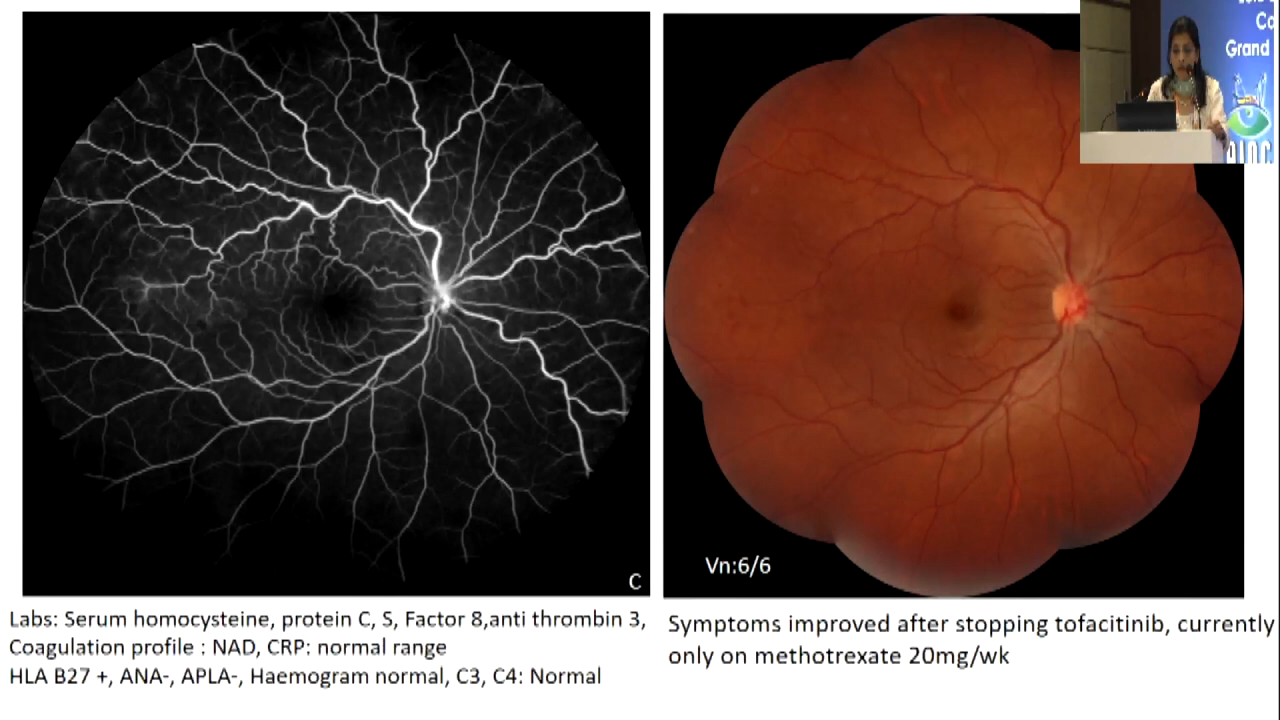 Co
Grand
AIOC
C
Vn:6/6
Labs: Serum homocysteine, protein C, S, Factor 8,anti thrombin 3,
Coagulation profile : NAD, CRP: normal range
HLA B27 +, ANA-, APLA-, Haemogram normal, C3, C4: Normal
Symptoms improved after stopping tofacitinib, currently
only on methotrexate 20mg/wk